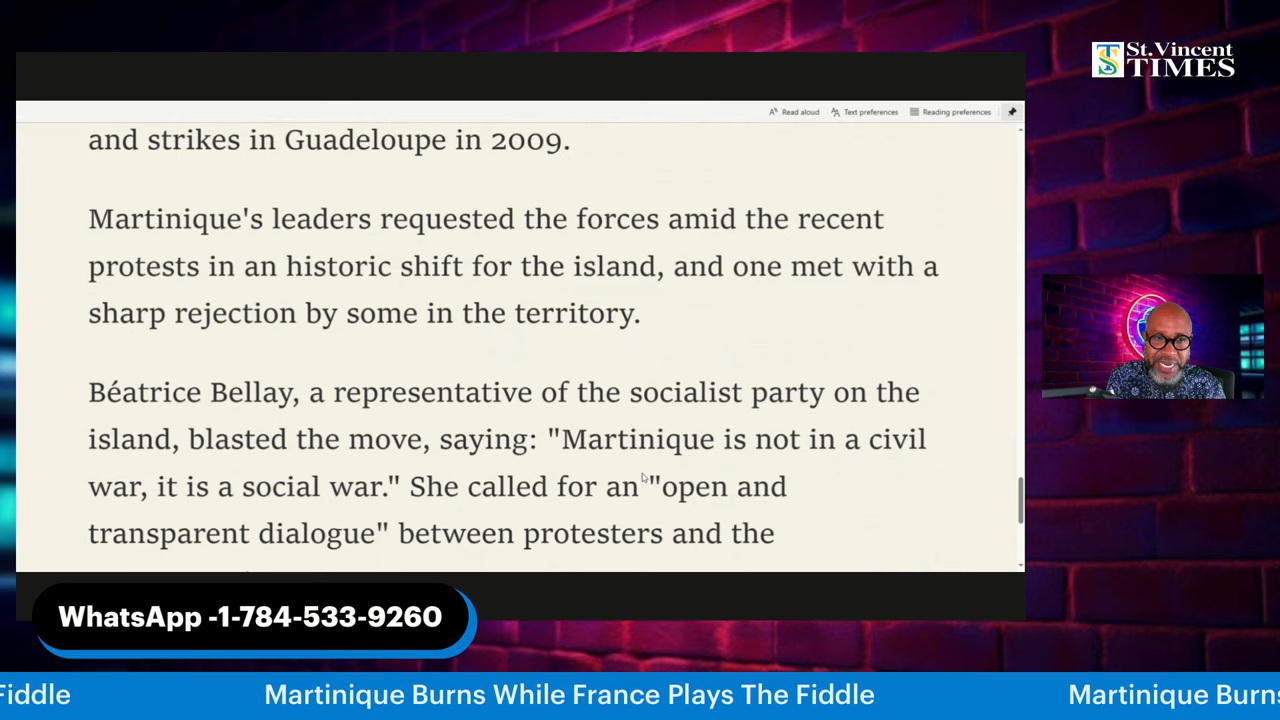 St.Vincent
TIMES
Read aloud
Text preferences
Reading preferences
and strikes in Guadeloupe in 2009.
Martinique's leaders requested the forces amid the recent
protests in an historic shift for the island, and one met with a
sharp rejection by some in the territory.
Béatrice Bellay, a representative of the socialist party on the
island, blasted the move, saying: "Martinique is not in a civil
war, it is a social war." She called for an "open and
transparent dialogue" between protesters and the
WhatsApp -1-784-533-9260
Fiddle Martinique Burns While France Plays The Fiddle Martinique Burns